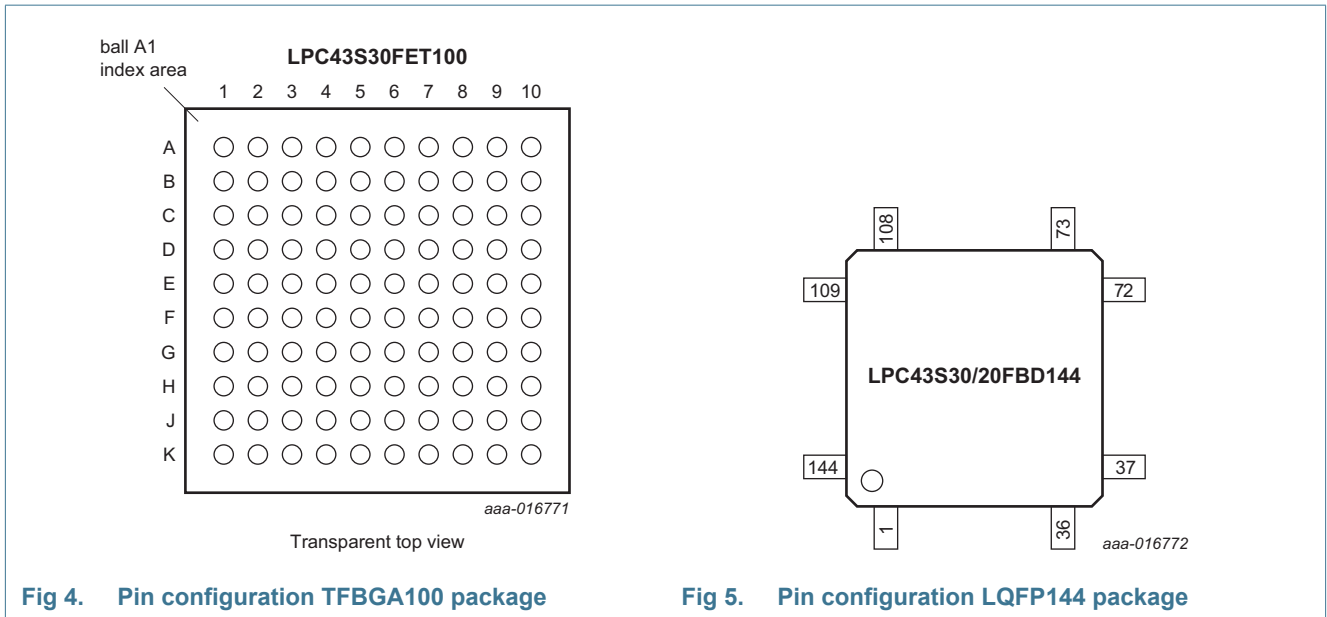 ball A1
index area
LPC43S30FET100
1 2 3 4 5 6 7 8 9 10
A
B
C
D
E
F
G
H
J
K
aaa-016771
Transparent top view
Fig 4. Pin configuration TFBGA100 package
108
73
109
72
LPC43S30/20FBD144
144
37
1
36
aaa-016772
Fig 5. Pin configuration LQFP144 package